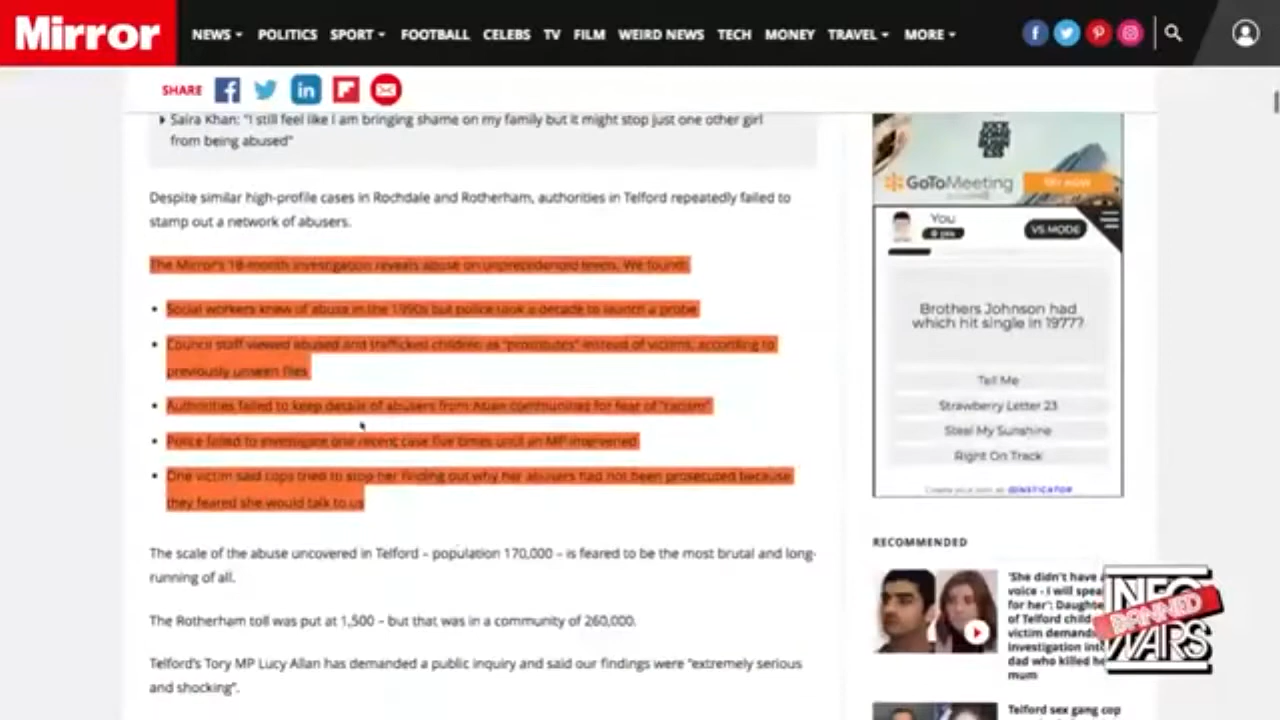 Mirror
NEWS POLITICS SPORT FOOTBALL CELEBS TV FILM WEIRD NEWS TECH MONEY TRAVEL MORE
SHARE
Saira Khan: "I still feel like I am bringing shame on my family but it might stop just one other girl
from being abused"
Despite similar high-profile cases in Rochdale and Rotherham, authorities in Telford repeatedly failed to
stamp out a network of abusers.
The Mirror's 18-month investigation reveals abuse on unprecedented levels. We found:
Social workers knew of abuse in the 1990s but police took a decade to launch a probe
Council staff viewed abused and trafficked children as "prostitutes" instead of victims, according to
previously unseen files
Authorities failed to keep details of abusers from Asian communities for fear of "racism"
Police failed to investigate one recent case five times until an MP intervened
One victim said cops tried to stop her finding out why her abusers had not been prosecuted because
they feared she would talk to us
The scale of the abuse uncovered in Telford – population 170,000 – is feared to be the most brutal and long-
running of all.
The Rotherham toll was put at 1,500 – but that was in a community of 260,000.
Telford's Tory MP Lucy Allan has demanded a public inquiry and said our findings were "extremely serious
and shocking".
GoToMeeting
You
0 pts
VS MODE
Brothers Johnson had
which hit single in 1977?
Tell Me
Strawberry Letter 23
Steal My Sunshine
Right On Track
RECOMMENDED
'She didn't have a
voice - I will spea
for her': Daughte
of Telford child
victim demands
investigation int
dad who killed he
mum
Telford sex gang cop
INFO
BANNED
WARS